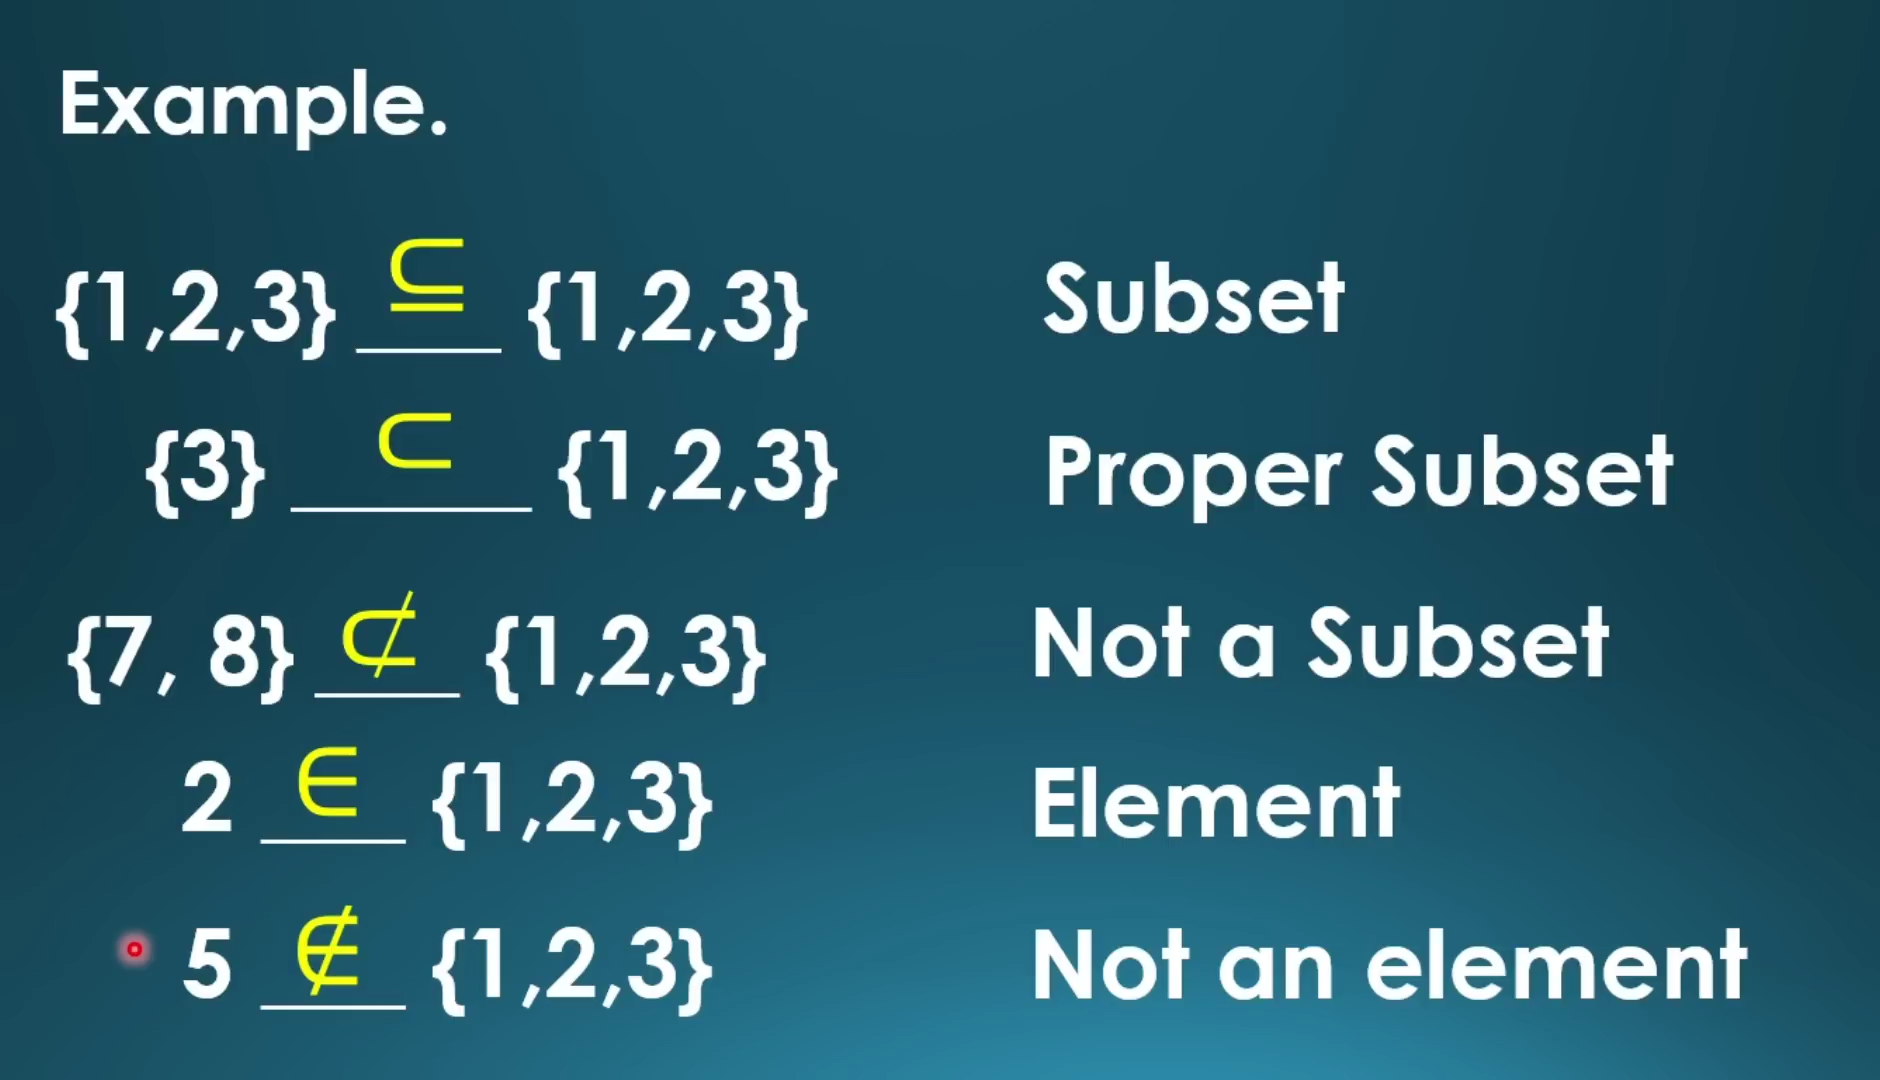 Example.
{1,2,3} ⊆ {1,2,3} Subset
{3} ⊂ {1,2,3} Proper Subset
{7, 8} ⊄ {1,2,3} Not a Subset
2 ∈ {1,2,3} Element
5 ∉ {1,2,3} Not an element